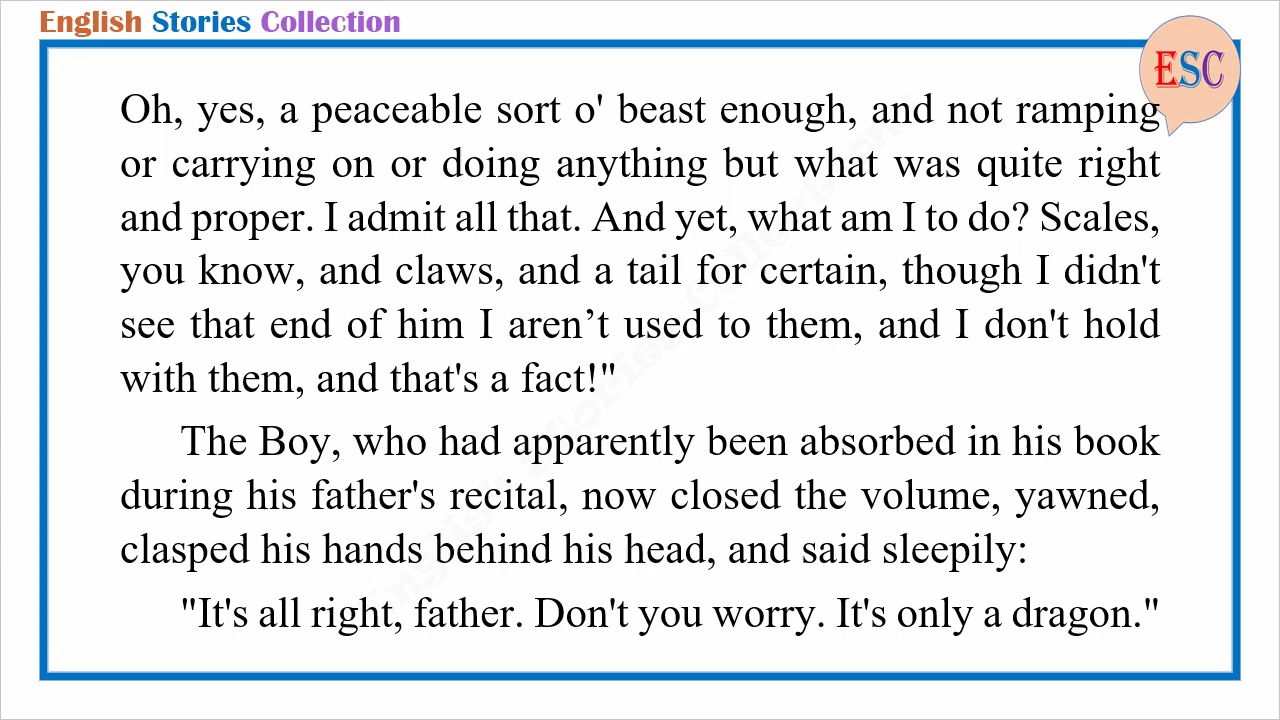 English Stories Collection
ESC
Oh, yes, a peaceable sort o' beast enough, and not ramping
or carrying on or doing anything but what was quite right
and proper. I admit all that. And yet, what am I to do? Scales,
you know, and claws, and a tail for certain, though I didn't
see that end of him I aren’t used to them, and I don't hold
with them, and that's a fact!"
The Boy, who had apparently been absorbed in his book
during his father's recital, now closed the volume, yawned,
clasped his hands behind his head, and said sleepily:
"It's all right, father. Don't you worry. It's only a dragon."